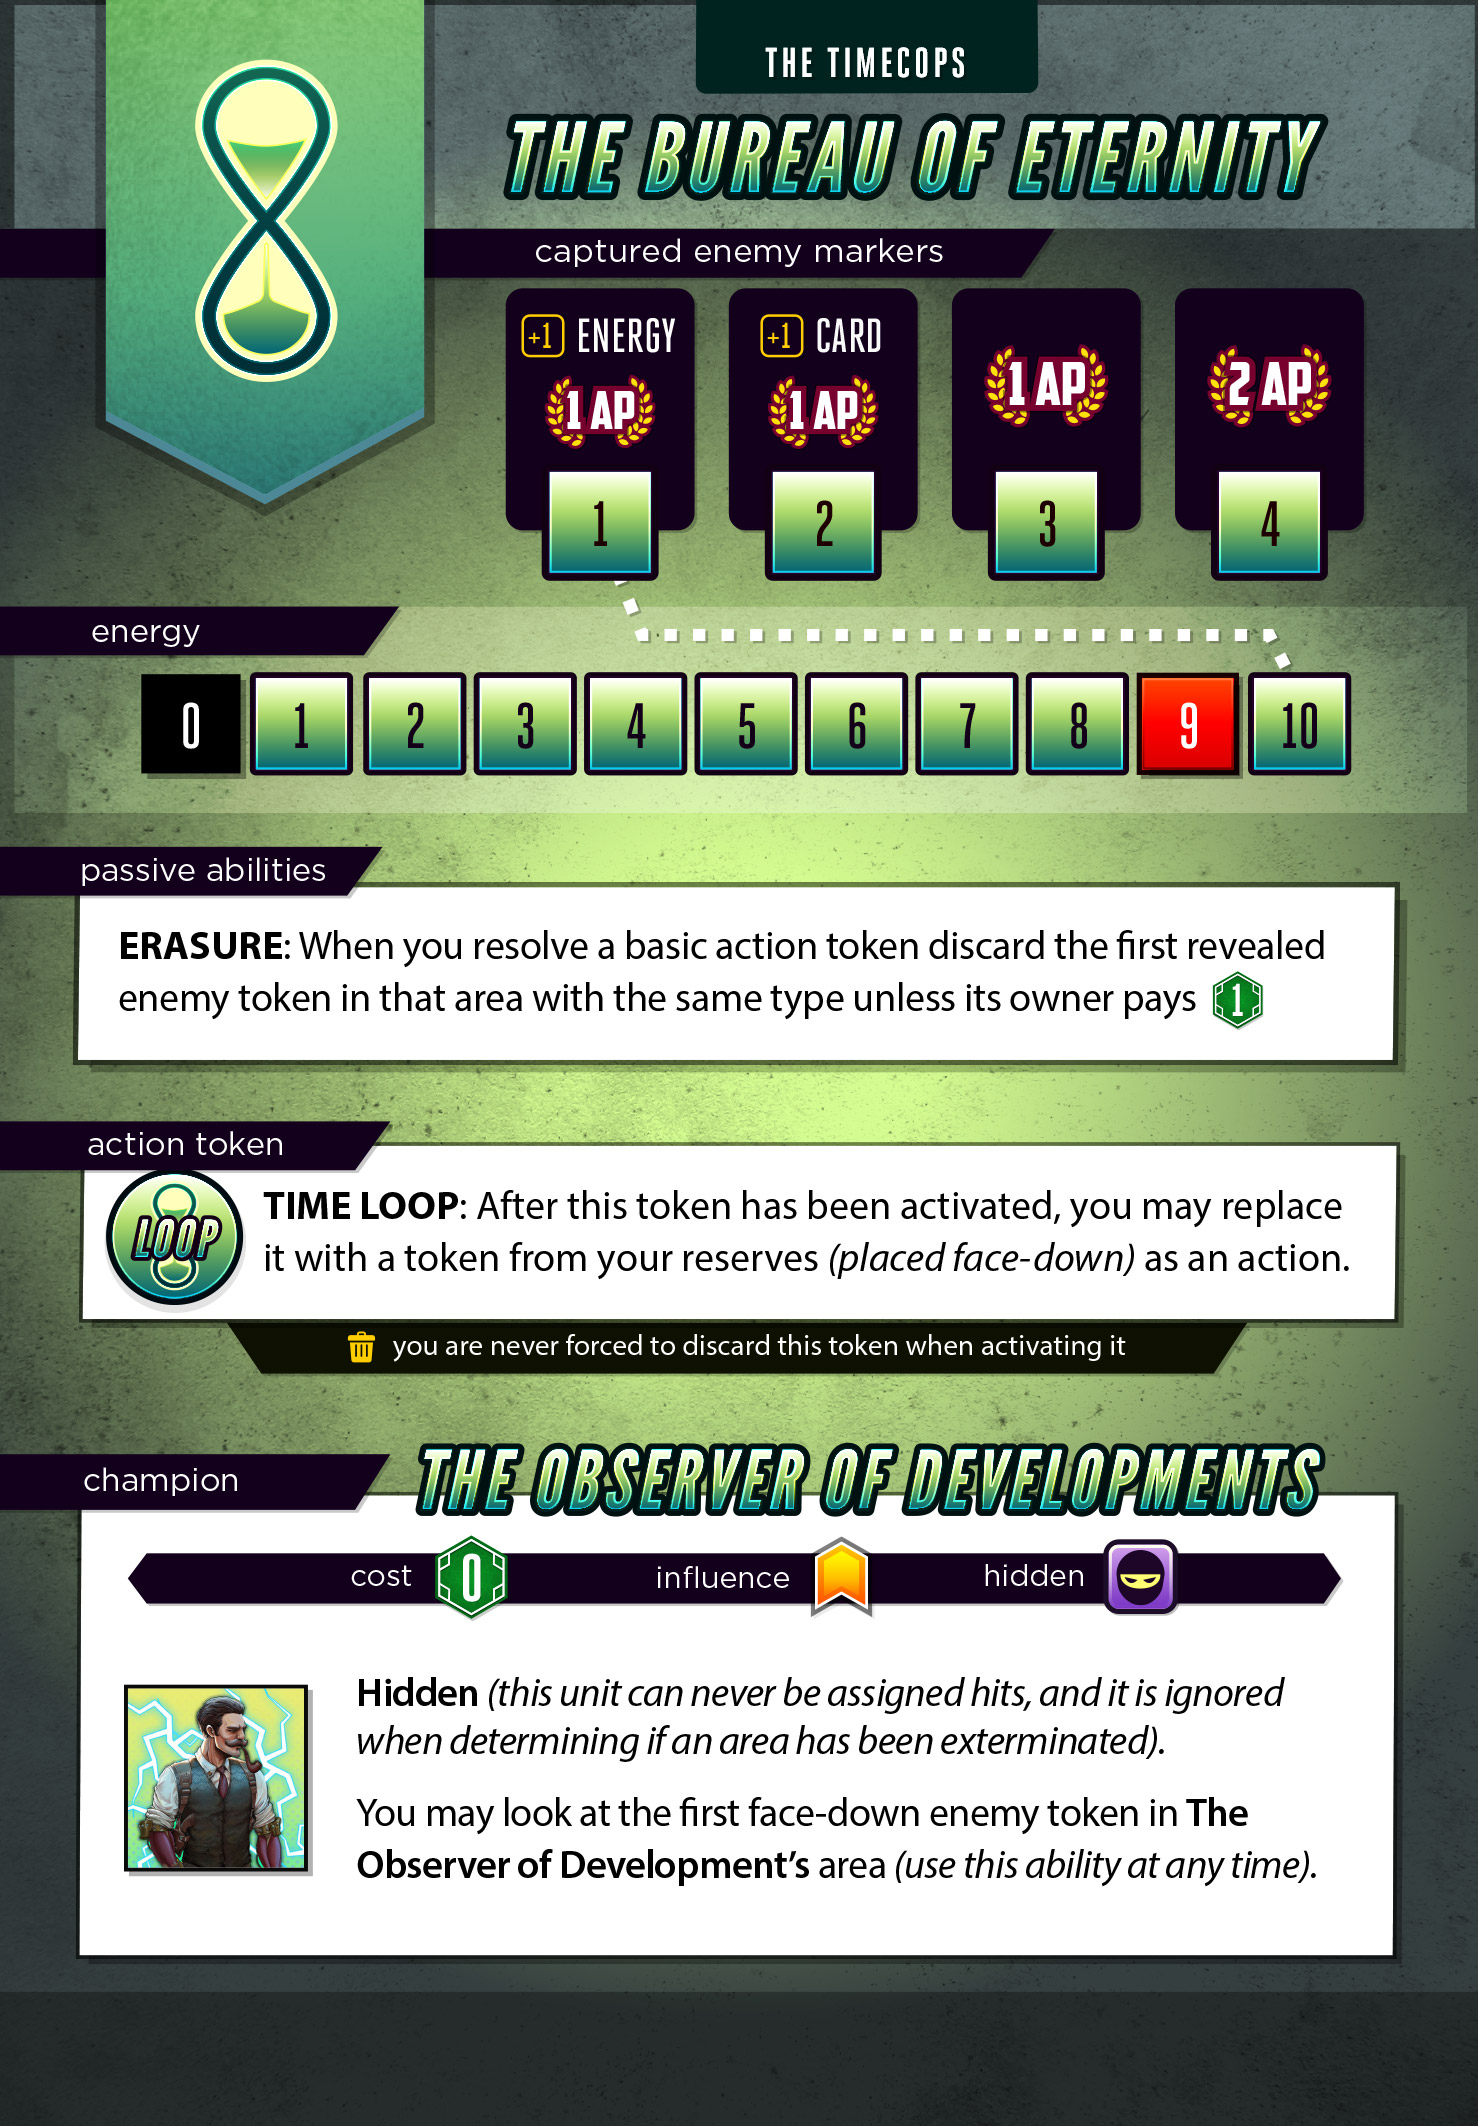 THE TIMECOPS
THE BUREAU OF ETERNITY
captured enemy markers
+1 ENERGY
1 AP
1
+1 CARD
1 AP
2
1 AP
3
2 AP
4
energy
0 1 2 3 4 5 6 7 8 9 10
passive abilities
ERASURE: When you resolve a basic action token discard the first revealed
enemy token in that area with the same type unless its owner pays 1
action token
LOOP
TIME LOOP: After this token has been activated, you may replace
it with a token from your reserves (placed face-down) as an action.
you are never forced to discard this token when activating it
champion
THE OBSERVER OF DEVELOPMENTS
cost 0 influence hidden
Hidden (this unit can never be assigned hits, and it is ignored
when determining if an area has been exterminated).
You may look at the first face-down enemy token in The
Observer of Development's area (use this ability at any time).